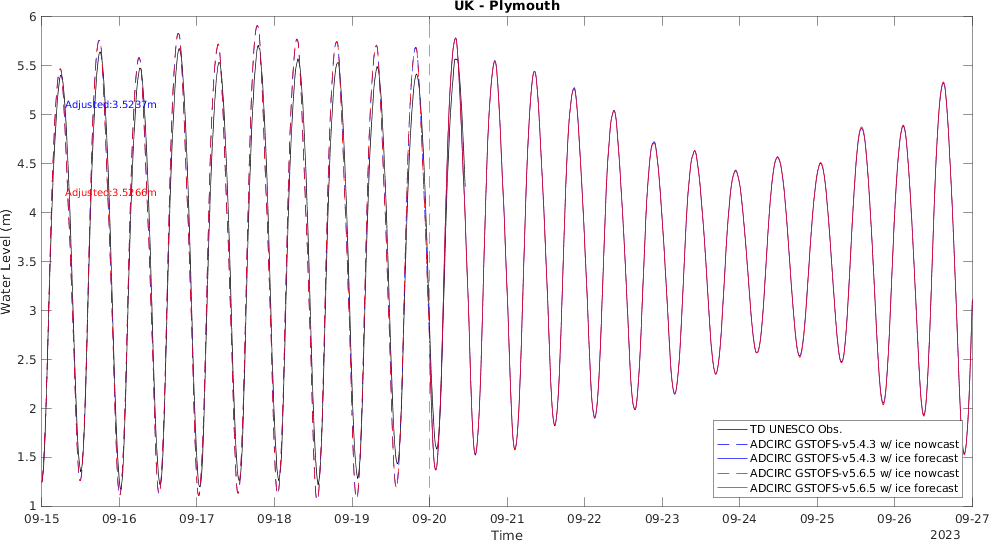 UK - Plymouth
6
5.5
5
4.5
4
3.5
3
2.5
2
1.5
1
Water Level (m)
Adjusted:3.5237m
Adjusted:3.5266m
TD UNESCO Obs.
ADCIRC GSTOFS-v5.4.3 w/ ice nowcast
ADCIRC GSTOFS-v5.4.3 w/ ice forecast
ADCIRC GSTOFS-v5.6.5 w/ ice nowcast
ADCIRC GSTOFS-v5.6.5 w/ ice forecast
09-15 09-16 09-17 09-18 09-19 09-20 09-21 09-22 09-23 09-24 09-25 09-26 09-27
Time
2023